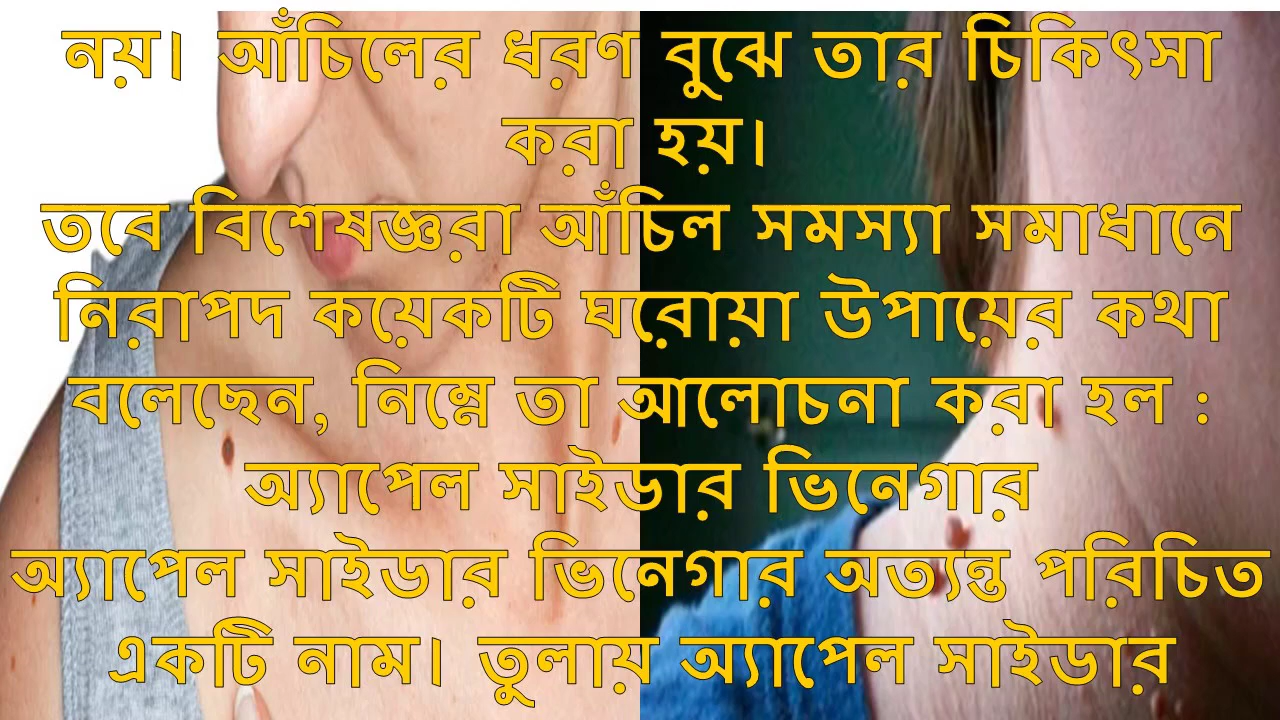 নয়। আঁচিলের ধরণ বুঝে তার চিকিৎসা
করা হয়।
তবে বিশেষজ্ঞরা আঁচিল সমস্যা সমাধানে
নিরাপদ কয়েকটি ঘরোয়া উপায়ের কথা
বলেছেন, নিম্নে তা আলোচনা করা হল :
অ্যাপেল সাইডার ভিনেগার
অ্যাপেল সাইডার ভিনেগার অত্যন্ত পরিচিত
একটি নাম। তুলায় অ্যাপেল সাইডার